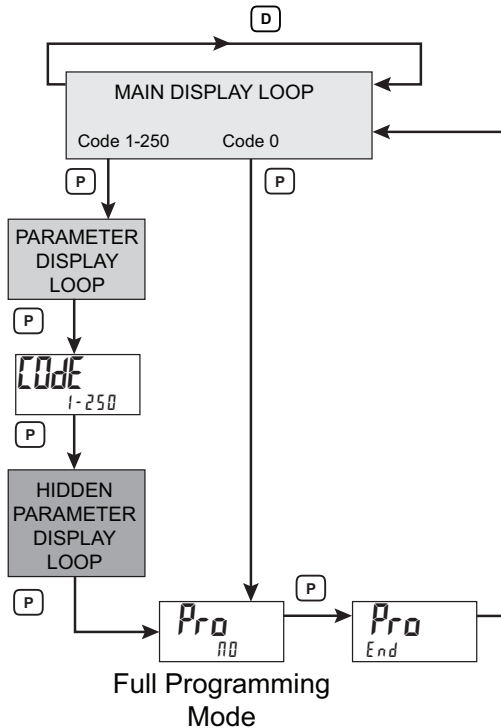 D
MAIN DISPLAY LOOP
Code 1-250 Code 0
P P
PARAMETER
DISPLAY
LOOP
P
COdE
1-250
P
HIDDEN
PARAMETER
DISPLAY
LOOP
P P
Pro Pro
NO End
Full Programming
Mode